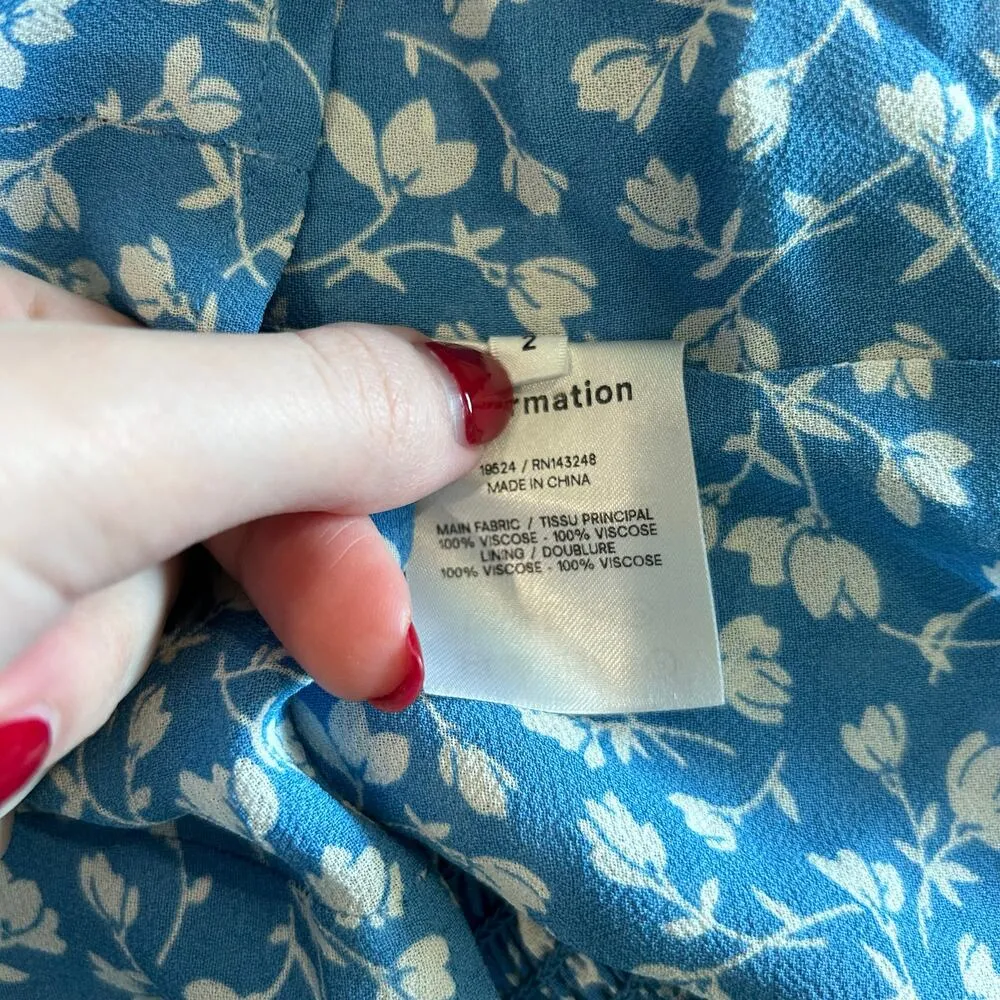 2
rmation
19524 / RN143248
MADE IN CHINA
MAIN FABRIC / TISSU PRINCIPAL
100% VISCOSE - 100% VISCOSE
LINING / DOUBLURE
100% VISCOSE - 100% VISCOSE